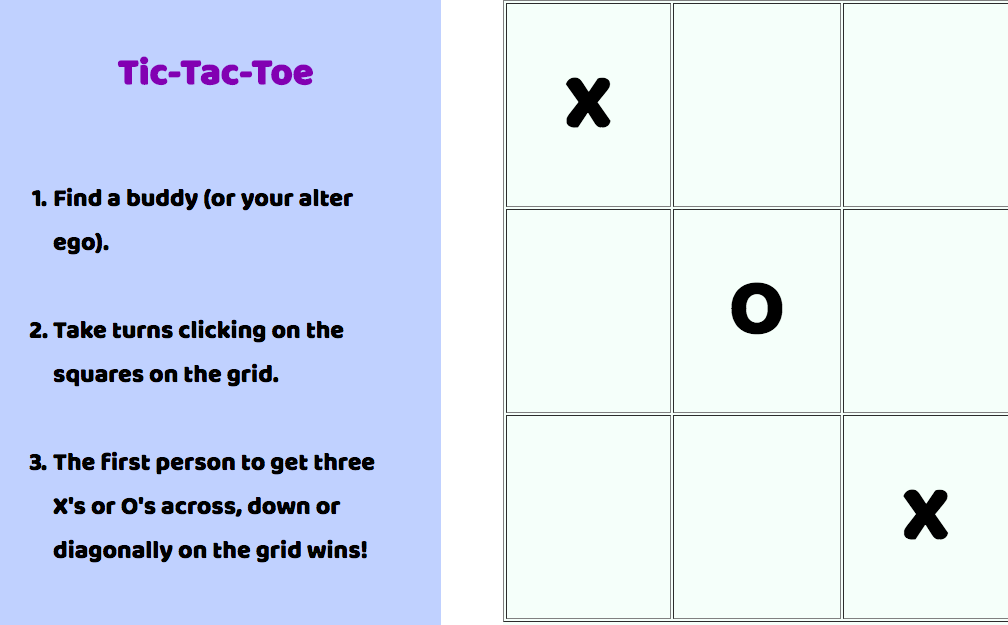 Tic-Tac-Toe
1. Find a buddy (or your alter
ego).
2. Take turns clicking on the
squares on the grid.
3. The first person to get three
X's or O's across, down or
diagonally on the grid wins!
X
O
X